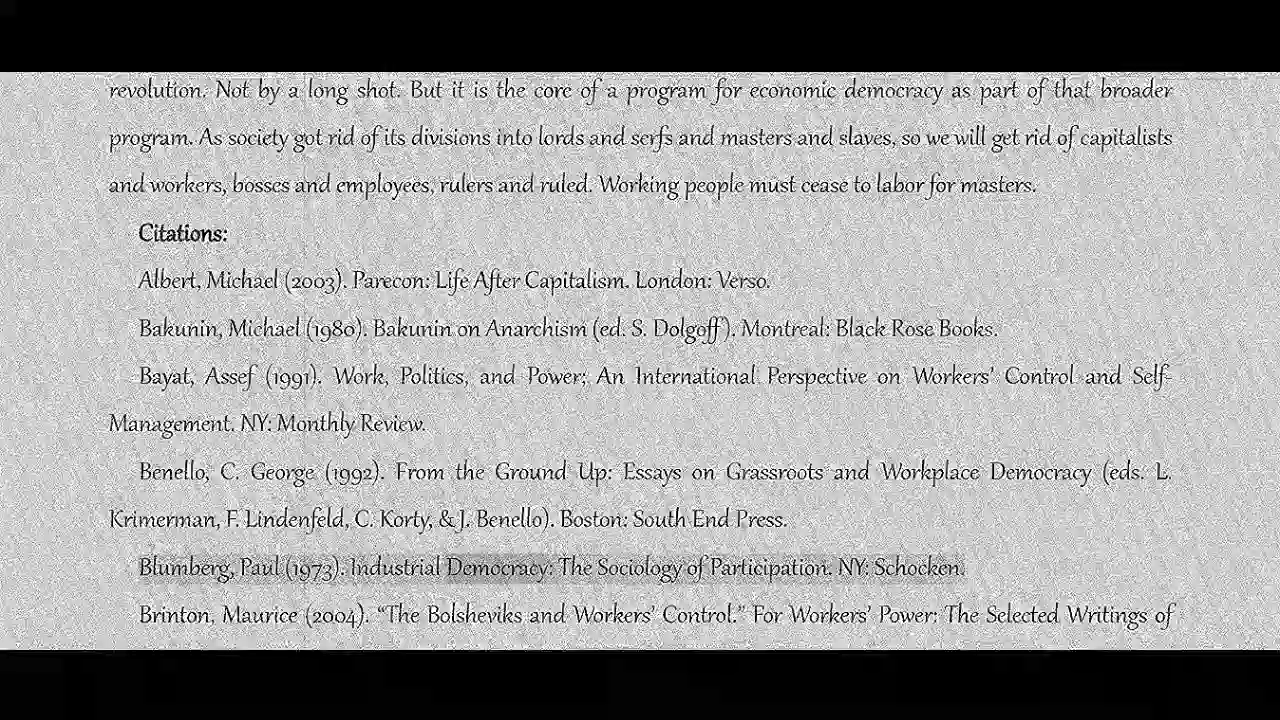 revolution. Not by a long shot. But it is the core of a program for economic democracy as part of that broader
program. As society got rid of its divisions into lords and serfs and masters and slaves, so we will get rid of capitalists
and workers, bosses and employees, rulers and ruled. Working people must cease to labor for masters.
Citations:
Albert, Michael (2003). Parecon: Life After Capitalism. London: Verso.
Bakunin, Michael (1980). Bakunin on Anarchism (ed. S. Dolgoff). Montreal: Black Rose Books.
Bayat, Assef (1991). Work, Politics, and Power; An International Perspective on Workers’ Control and Self-
Management. NY: Monthly Review.
Benello, C. George (1992). From the Ground Up: Essays on Grassroots and Workplace Democracy (eds. L.
Krimerman, F. Lindenfeld, C. Korty, & J. Benello). Boston: South End Press.
Blumberg, Paul (1973). Industrial Democracy: The Sociology of Participation. NY: Schocken.
Brinton, Maurice (2004). “The Bolsheviks and Workers’ Control.” For Workers’ Power: The Selected Writings of